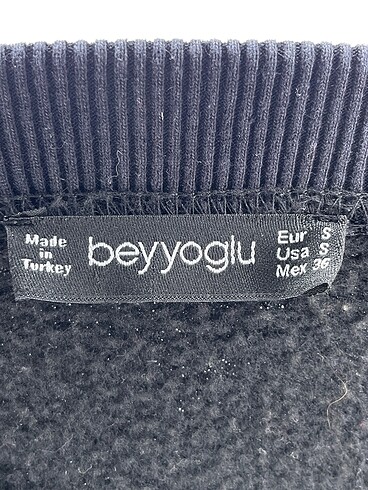 Made
in
Turkey
beyyoglu
Eur S
Usa S
Mex 36